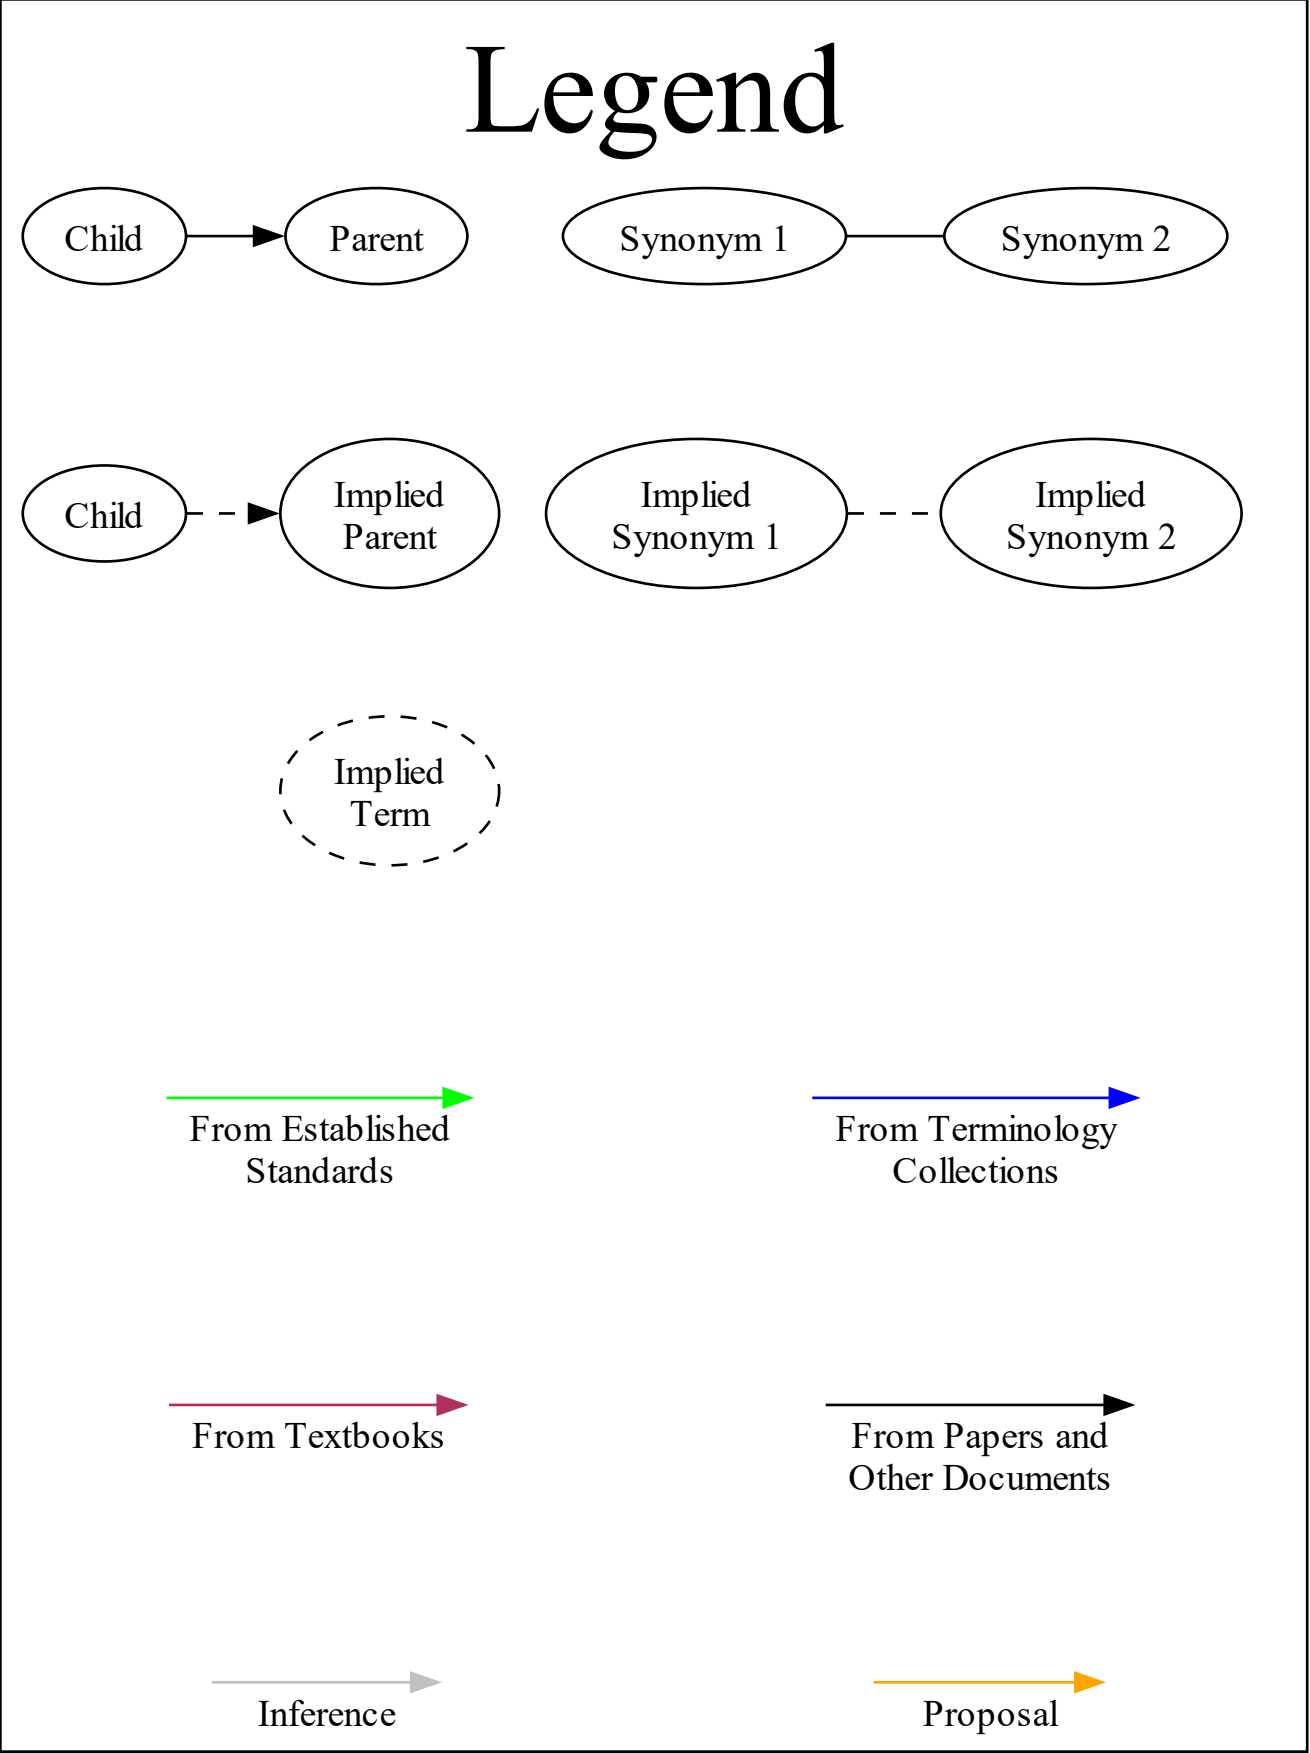 Legend
Child
Parent
Synonym 1
Synonym 2
Child
Implied
Parent
Implied
Synonym 1
Implied
Synonym 2
Implied
Term
From Established
Standards
From Terminology
Collections
From Textbooks
From Papers and
Other Documents
Inference
Proposal